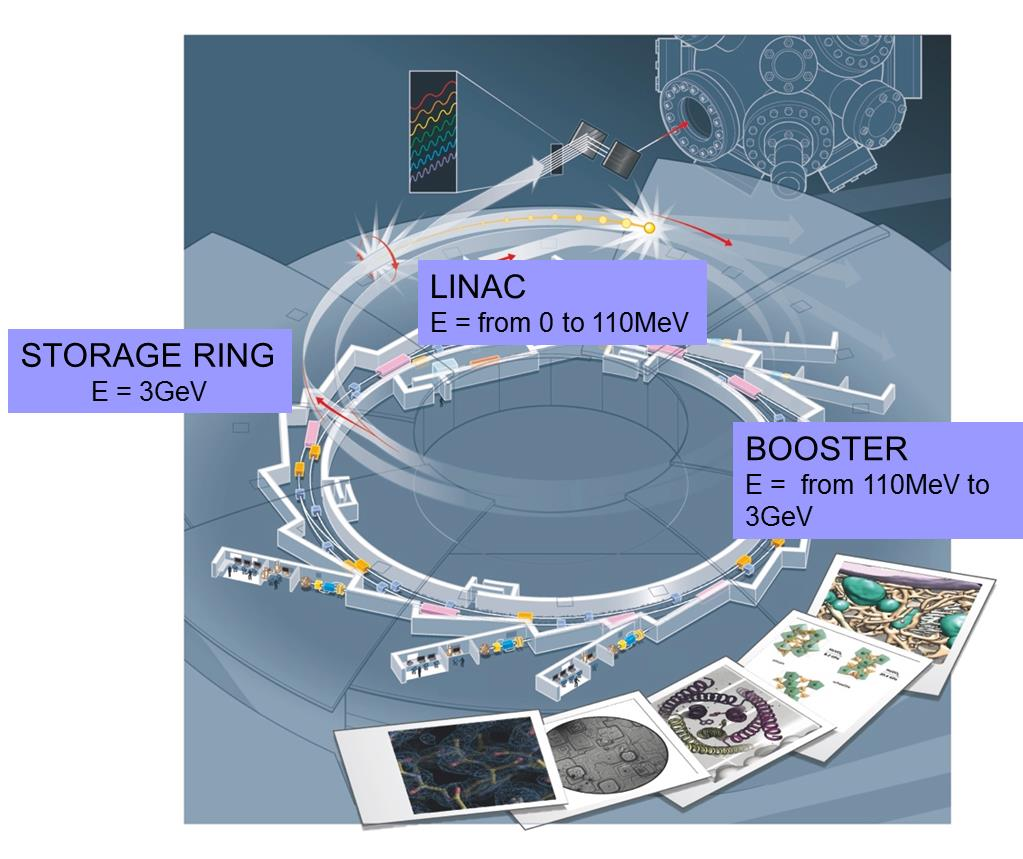 LINAC
E = from 0 to 110MeV
STORAGE RING
E = 3GeV
BOOSTER
E =  from 110MeV to
3GeV